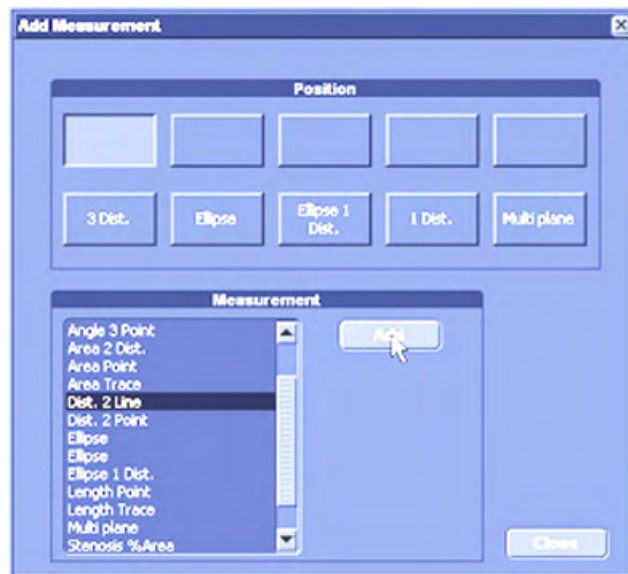 Add Measurement
Position
3 Dist.
Ellipse
Ellipse 1
Dist.
1 Dist.
Multi plane
Measurement
Angle 3 Point
Area 2 Dist.
Area Point
Area Trace
Dist. 2 Line
Dist. 2 Point
Ellipse
Ellipse
Ellipse 1 Dist.
Length Point
Length Trace
Multi plane
Stenosis %Area
Add
Close